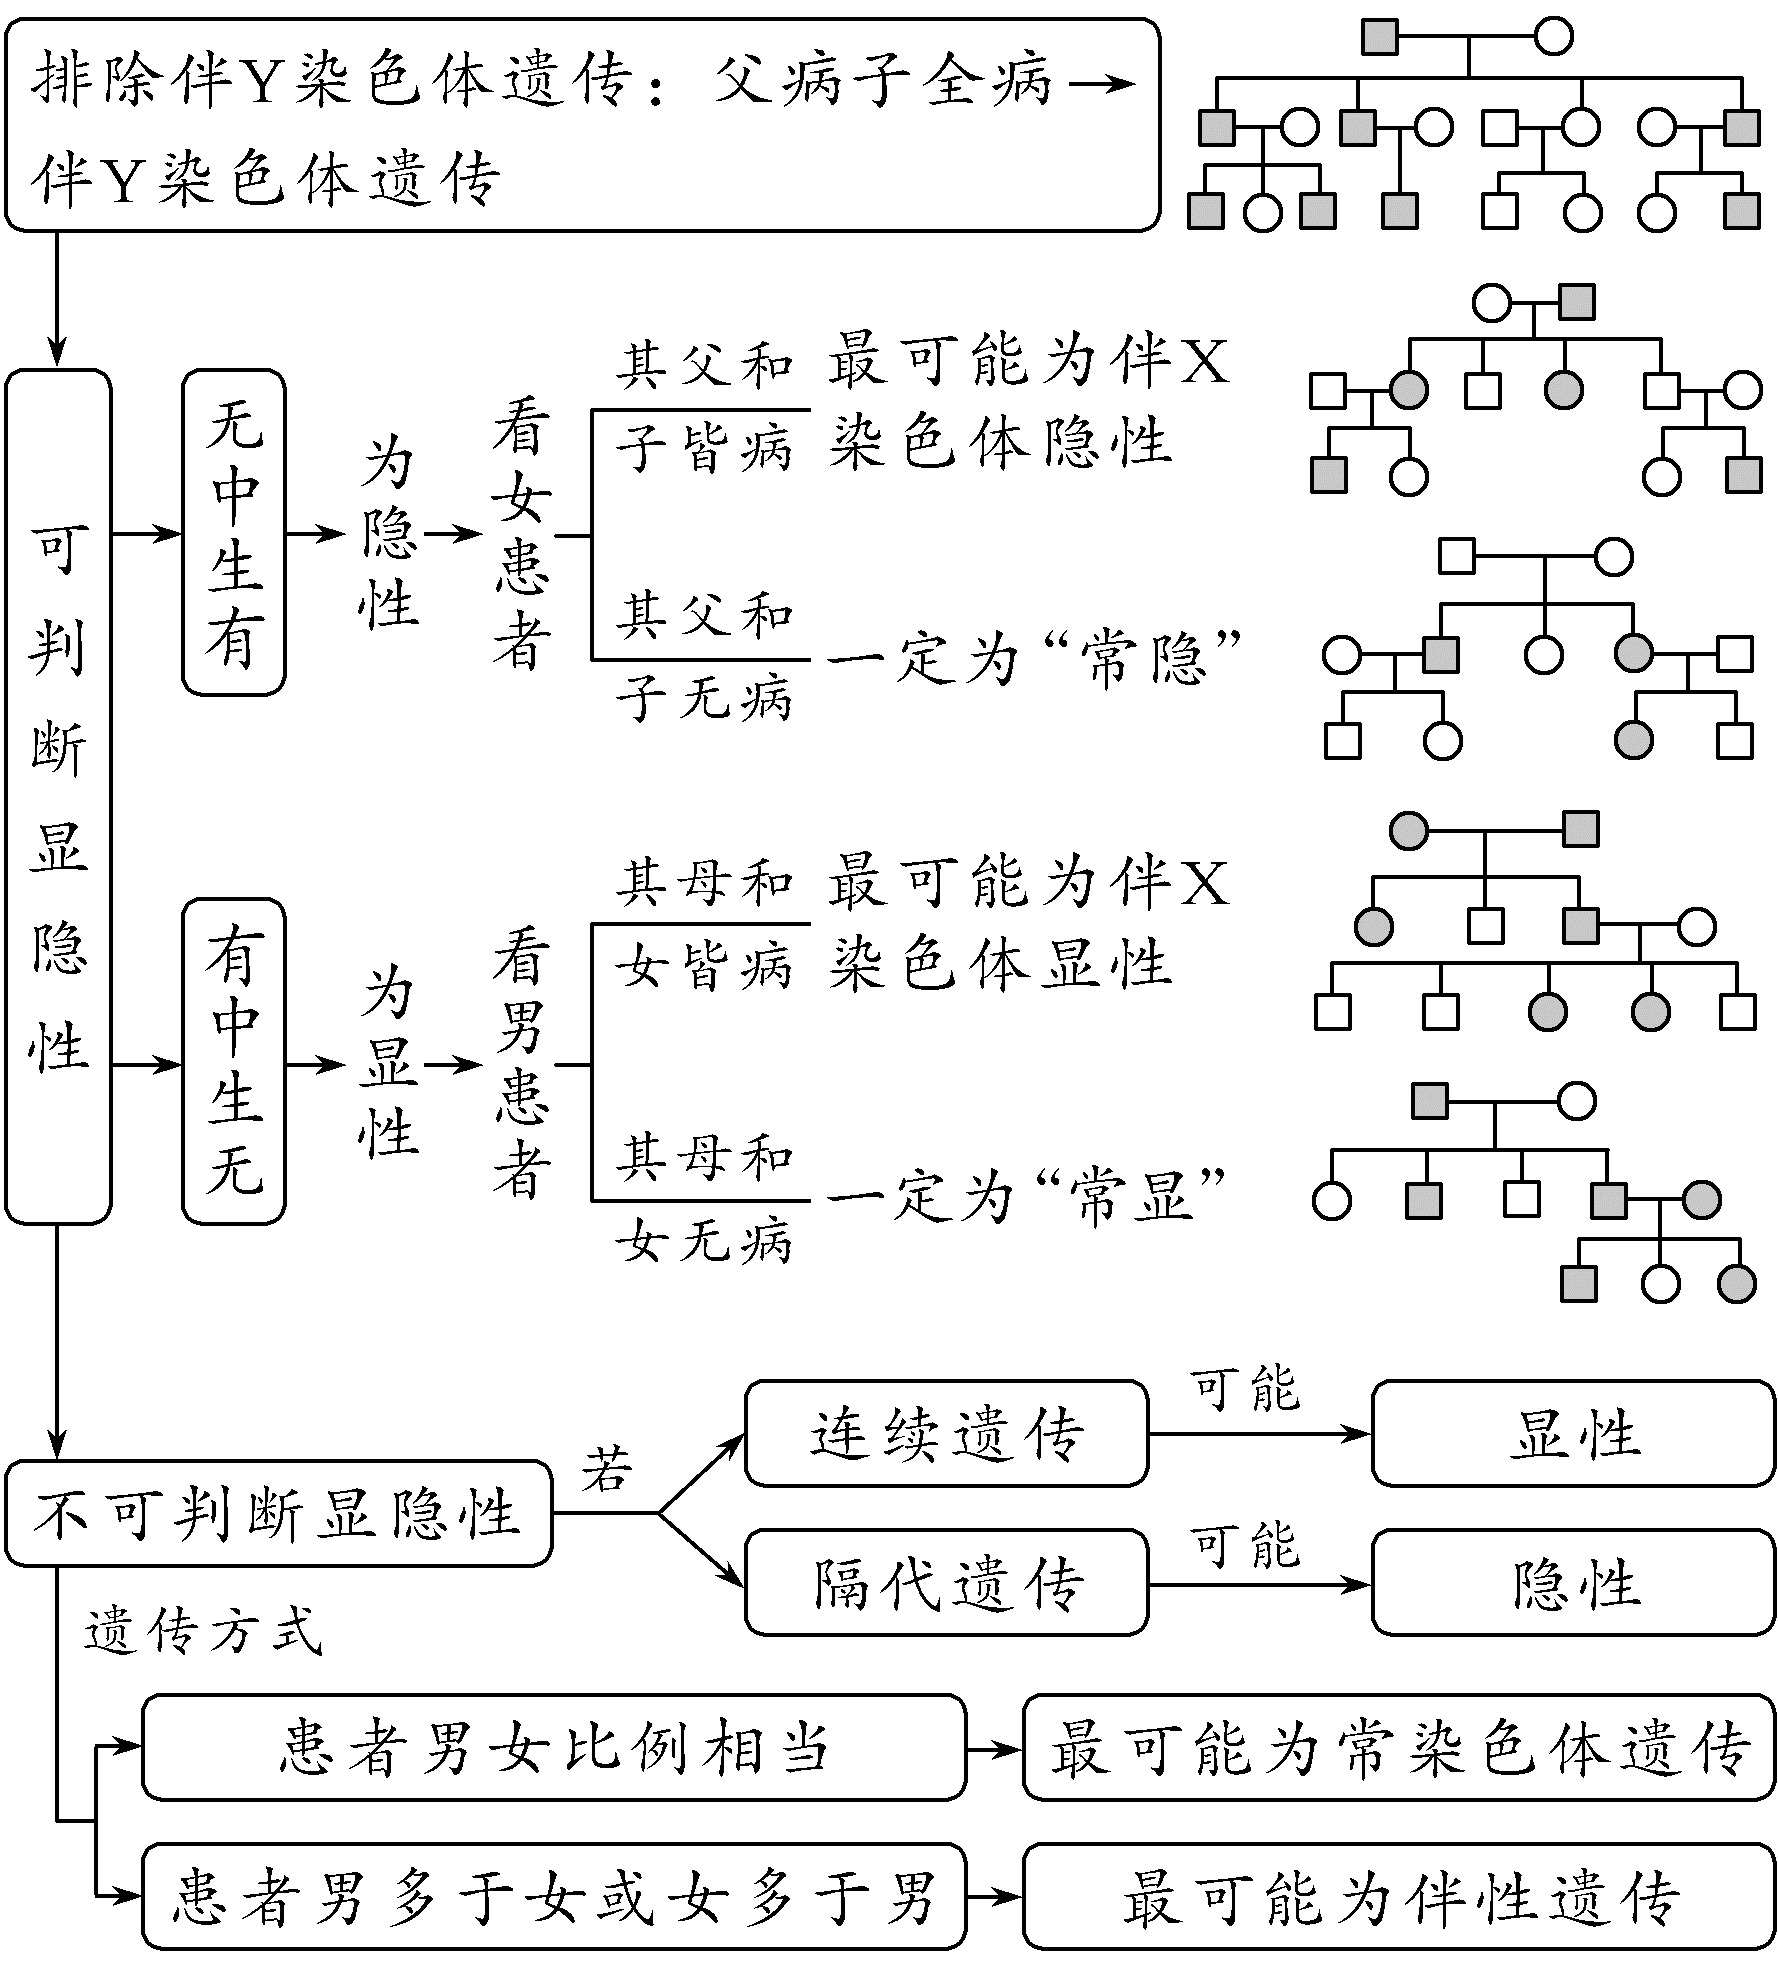 排除伴Y染色体遗传：父病子全病
伴Y染色体遗传
可判断显隐性
无中生有
为隐性
看女患者
其父和
子皆病
最可能为伴X
染色体隐性
其父和
子无病
一定为“常隐”
有中生无
为显性
看男患者
其母和
女皆病
最可能为伴X
染色体显性
其母和
女无病
一定为“常显”
不可判断显隐性
若
连续遗传
可能
显性
隔代遗传
可能
隐性
遗传方式
患者男女比例相当
最可能为常染色体遗传
患者男多于女或女多于男
最可能为伴性遗传